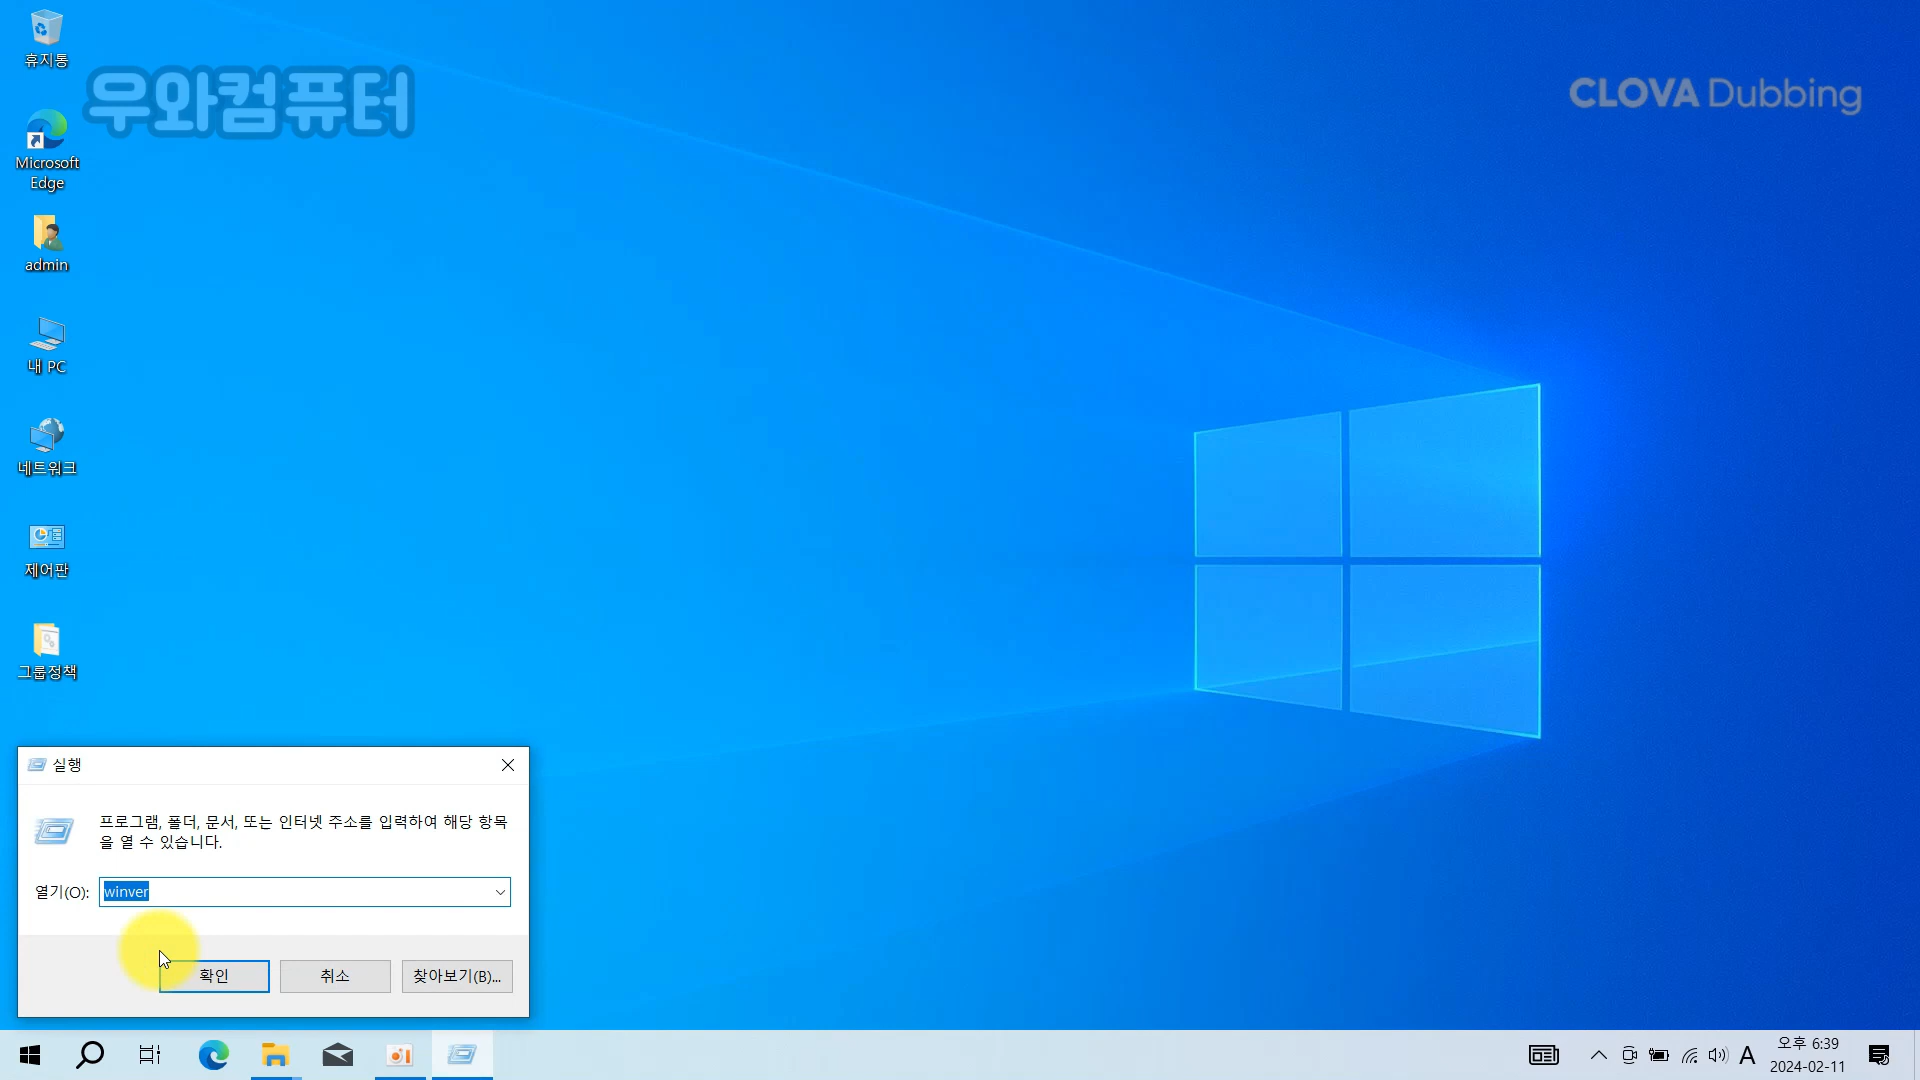 휴지통
우와컴퓨터
CLOVA Dubbing
Microsoft
Edge
admin
내 PC
네트워크
제어판
그룹정책
실행
프로그램, 폴더, 문서, 또는 인터넷 주소를 입력하여 해당 항목
을 열 수 있습니다.
열기(O):
winver
확인
취소
찾아보기(B)...
A
오후 6:39
2024-02-11